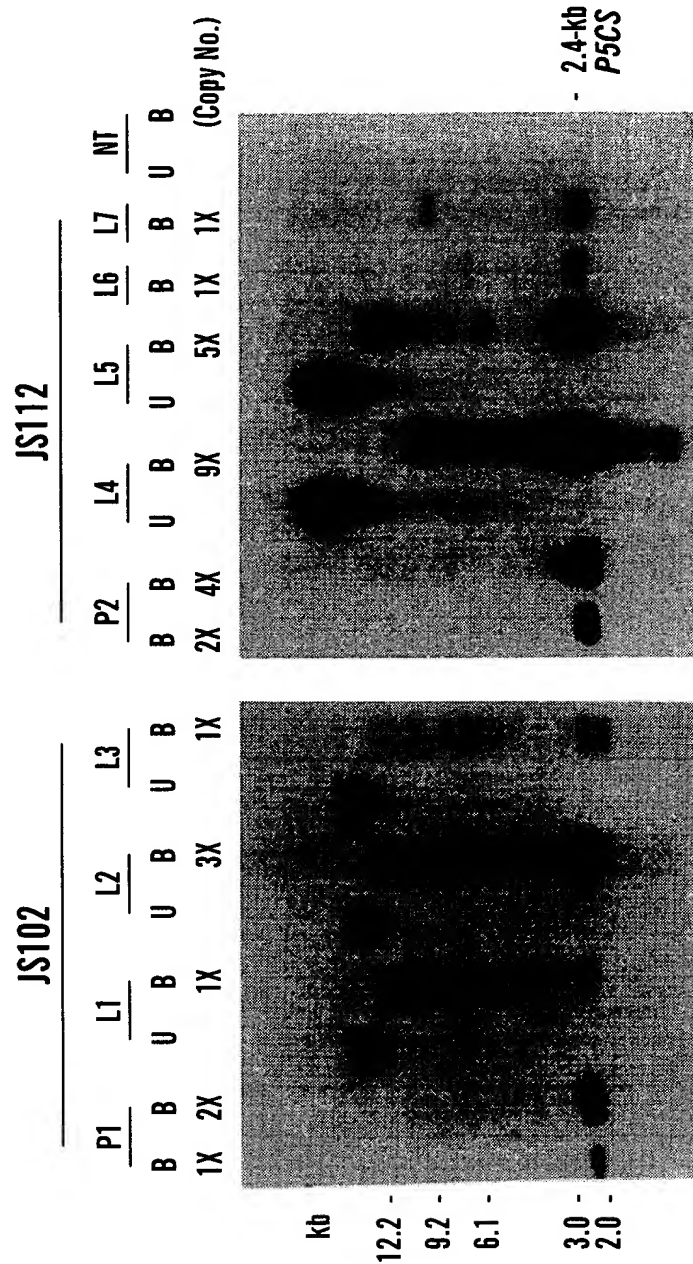 JS102
P1 L1 L2 L3
B B U B U B U B
1X 2X 1X 3X 1X
JS112
P2 L4 L5 L6 L7 NT
B B U B U B B B U B
2X 4X 9X 5X 1X 1X (Copy No.)
kb
12.2 -
9.2 -
6.1 -
3.0 -
2.0 -
- 2.4-kb
P5CS